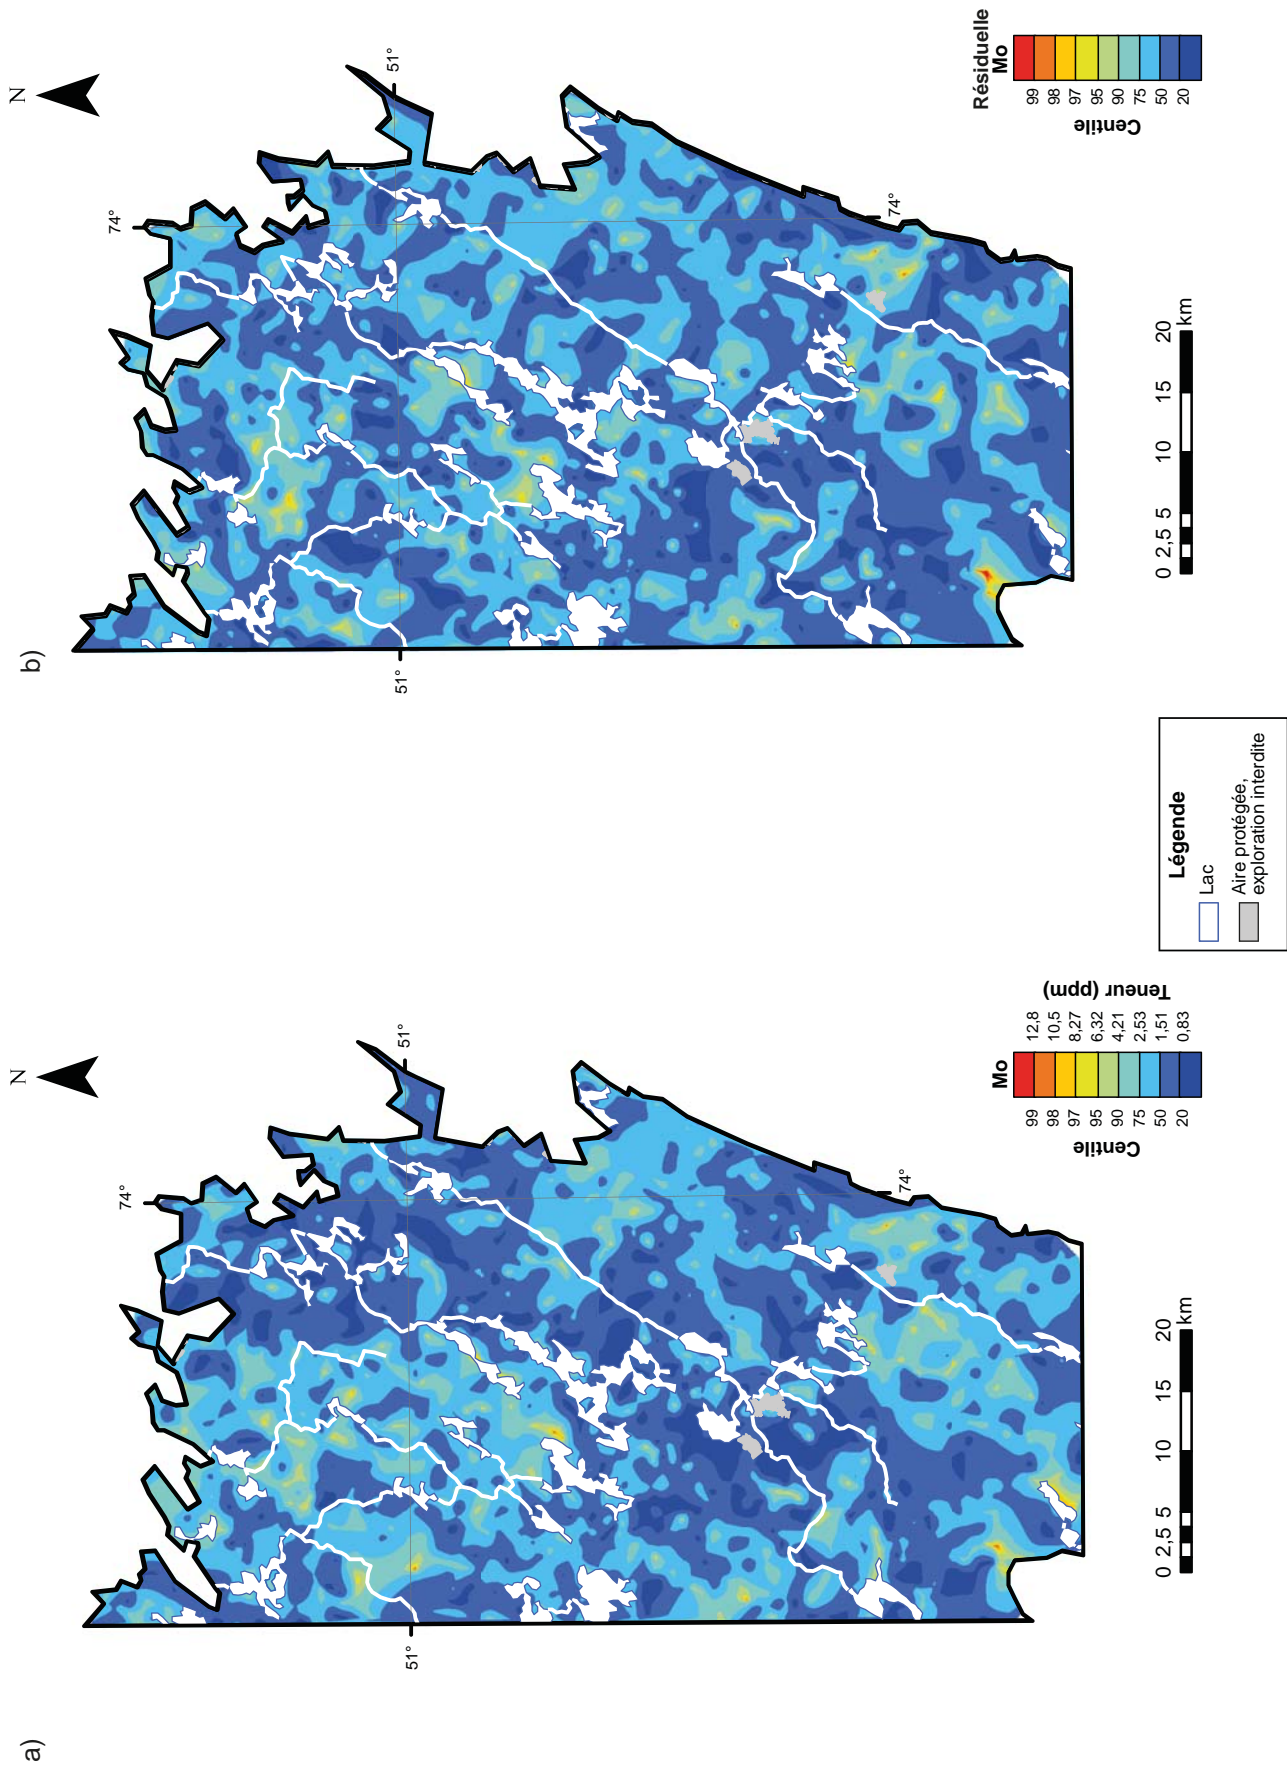 b)
N
74°
51°
51°
74°
Résiduelle
Mo
99
98
97
95
90
75
50
20
Centile
0 2,5 5 10 15 20
km
Légende
Lac
Aire protégée,
exploration interdite
a)
N
74°
51°
51°
74°
Mo
99 12,8
98 10,5
97 8,27
95 6,32
90 4,21
75 2,53
50 1,51
20 0,83
Centile
Teneur (ppm)
0 2,5 5 10 15 20
km